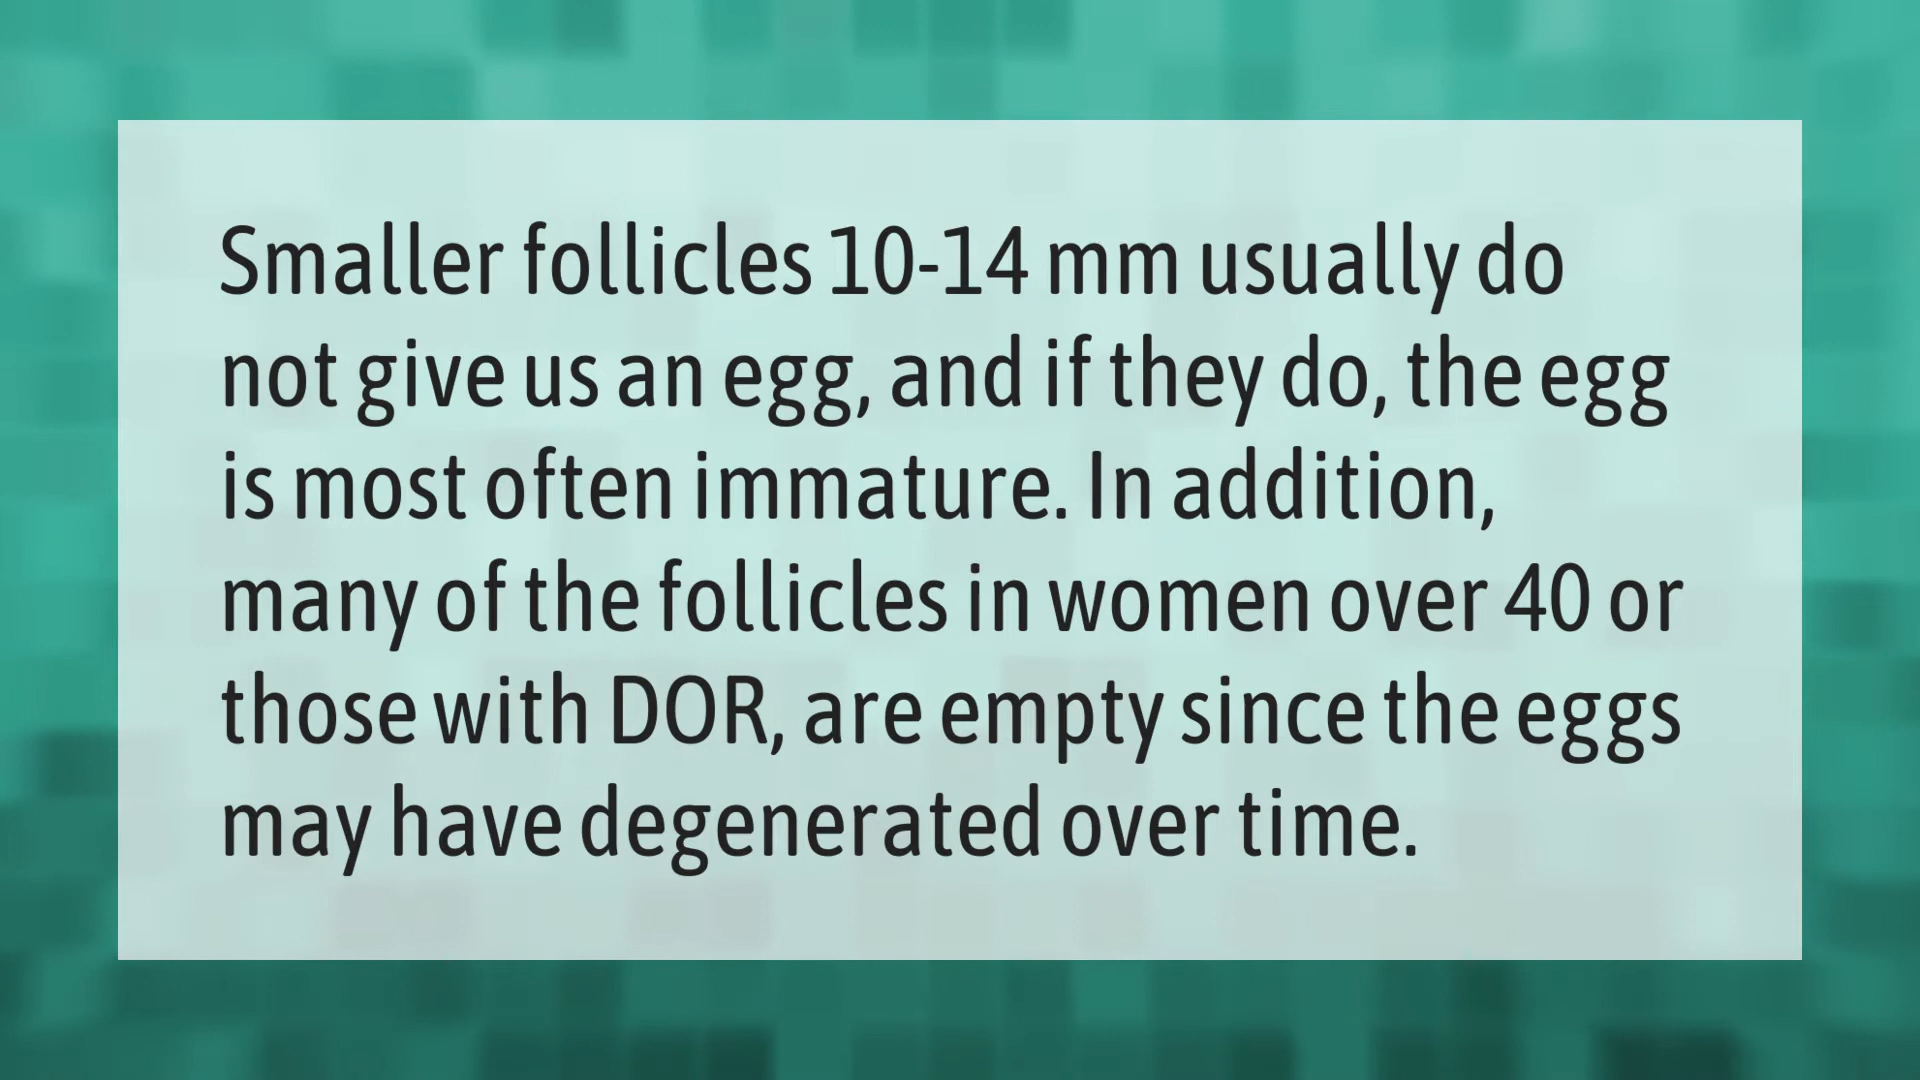 Smaller follicles 10-14 mm usually do
not give us an egg, and if they do, the egg
is most often immature. In addition,
many of the follicles in women over 40 or
those with DOR, are empty since the eggs
may have degenerated over time.